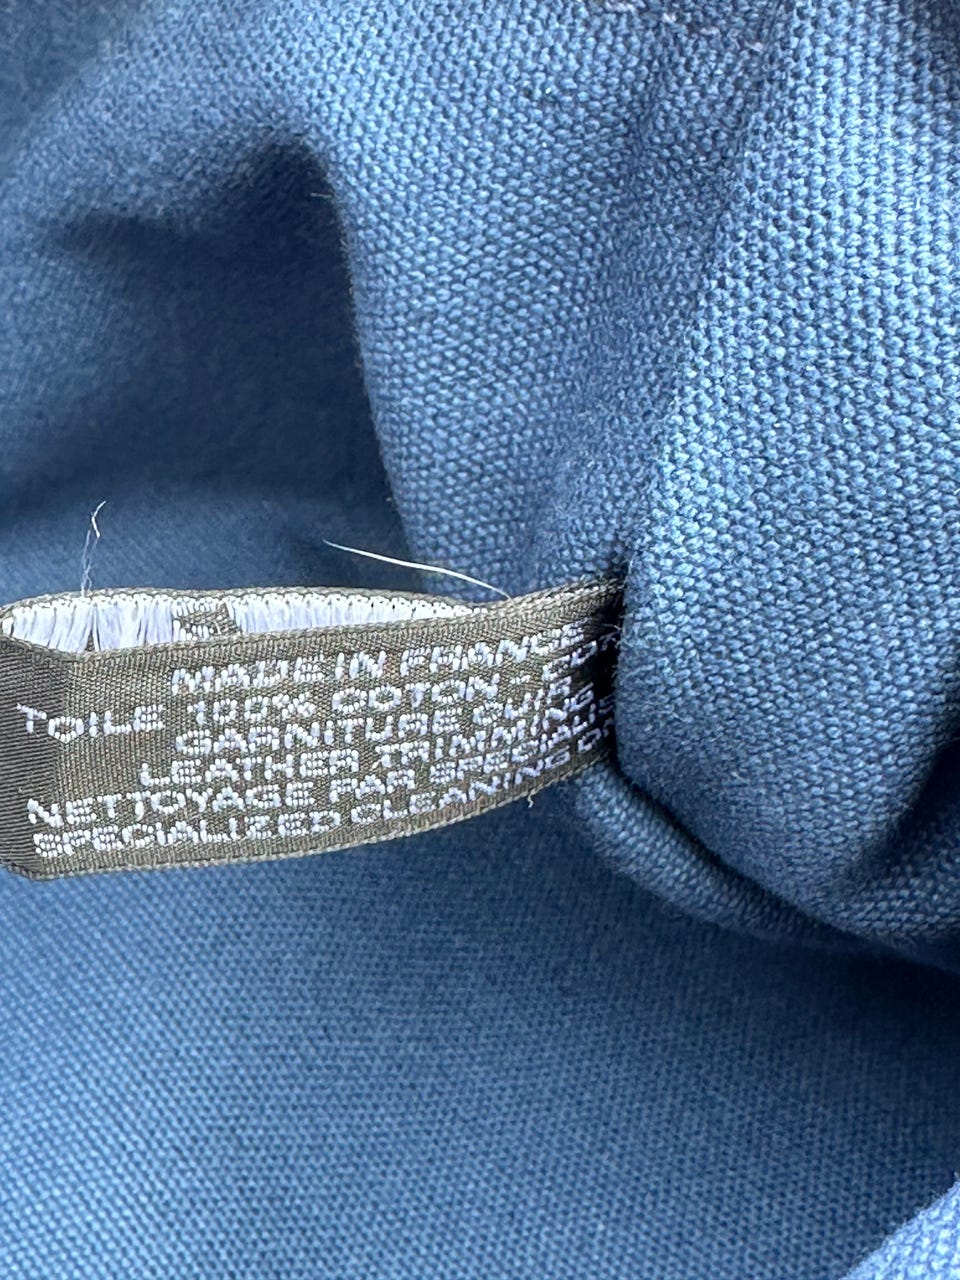 MADE IN FRANCE
TOILE 100% COTON -
GARNITURE CUIR
LEATHER TRIMMING
NETTOYAGE PAR SPECIALIS
SPECIALIZED CLEANING